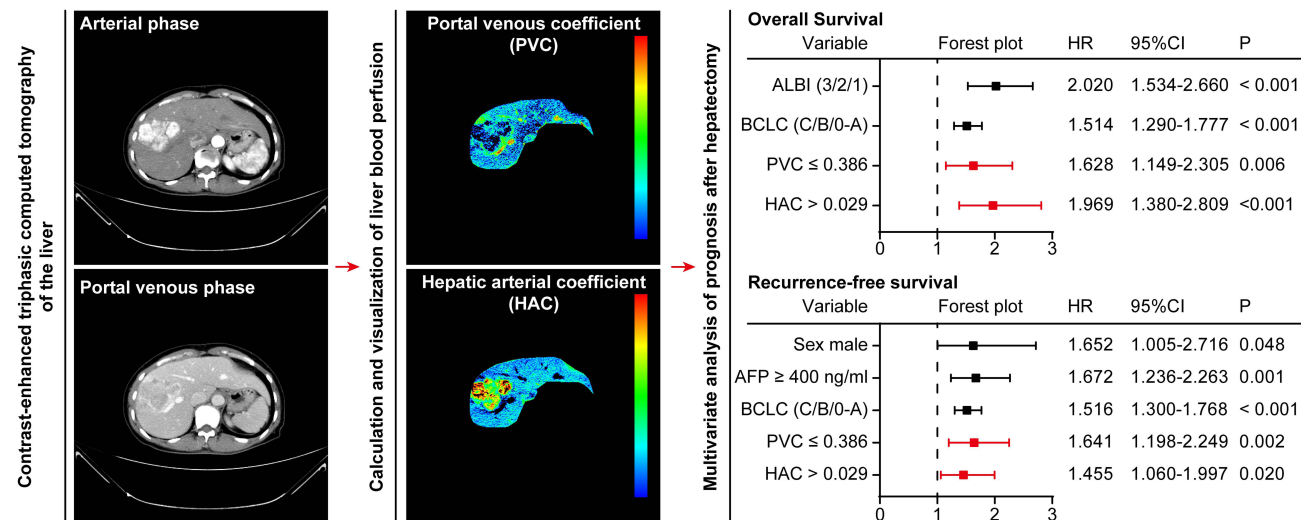 Contrast-enhanced triphasic computed tomography
of the liver
Arterial phase
Portal venous phase
Calculation and visualization of liver blood perfusion
Portal venous coefficient
(PVC)
Hepatic arterial coefficient
(HAC)
Multivariate analysis of prognosis after hepatectomy
Overall Survival
Variable Forest plot HR 95%CI P
ALBI (3/2/1) 2.020 1.534-2.660 < 0.001
BCLC (C/B/0-A) 1.514 1.290-1.777 < 0.001
PVC ≤ 0.386 1.628 1.149-2.305 0.006
HAC > 0.029 1.969 1.380-2.809 <0.001
0 1 2 3
Recurrence-free survival
Variable Forest plot HR 95%CI P
Sex male 1.652 1.005-2.716 0.048
AFP ≥ 400 ng/ml 1.672 1.236-2.263 0.001
BCLC (C/B/0-A) 1.516 1.300-1.768 < 0.001
PVC ≤ 0.386 1.641 1.198-2.249 0.002
HAC > 0.029 1.455 1.060-1.997 0.020
0 1 2 3